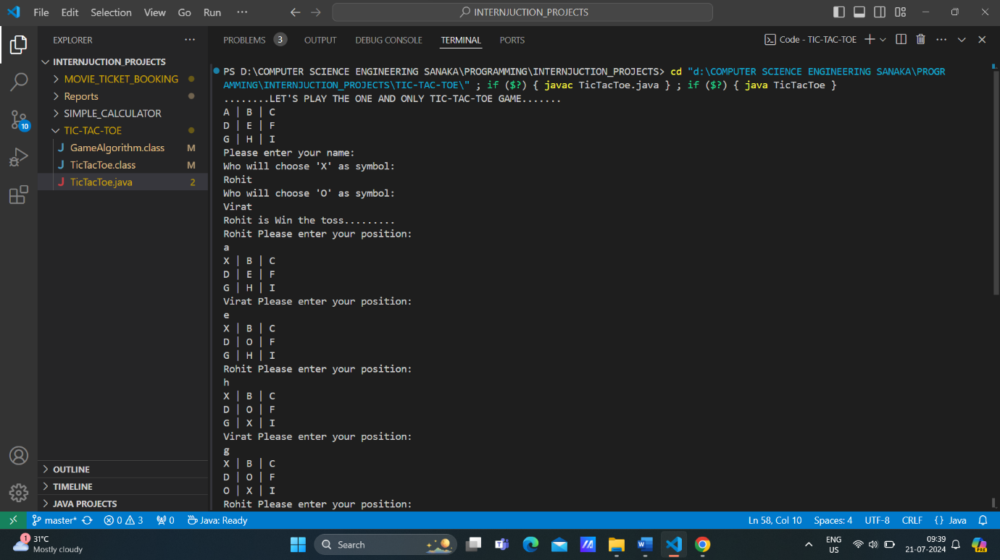 File Edit Selection View Go Run ··· INTERNJUCTION_PROJECTS
EXPLORER ···
INTERNJUCTION_PROJECTS
MOVIE_TICKET_BOOKING
Reports
SIMPLE_CALCULATOR
TIC-TAC-TOE
J GameAlgorithm.class M
J TicTacToe.class M
J TicTacToe.java 2
10
OUTLINE
TIMELINE
JAVA PROJECTS
PROBLEMS 3 OUTPUT DEBUG CONSOLE TERMINAL PORTS Code - TIC-TAC-TOE
PS D:\COMPUTER SCIENCE ENGINEERING SANAKA\PROGRAMMING\INTERNJUCTION_PROJECTS> cd "d:\COMPUTER SCIENCE ENGINEERING SANAKA\PROGR
AMMING\INTERNJUCTION_PROJECTS\TIC-TAC-TOE\" ; if ($?) { javac TicTacToe.java } ; if ($?) { java TicTacToe }
........LET'S PLAY THE ONE AND ONLY TIC-TAC-TOE GAME.......
A | B | C
D | E | F
G | H | I
Please enter your name:
Who will choose 'X' as symbol:
Rohit
Who will choose 'O' as symbol:
Virat
Rohit is Win the toss.........
Rohit Please enter your position:
a
X | B | C
D | E | F
G | H | I
Virat Please enter your position:
e
X | B | C
D | O | F
G | H | I
Rohit Please enter your position:
h
X | B | C
D | O | F
G | X | I
Virat Please enter your position:
g
X | B | C
D | O | F
O | X | I
Rohit Please enter your position:
master* 0 3 0 Java: Ready Ln 58, Col 10 Spaces: 4 UTF-8 CRLF {} Java
1 31°C
Mostly cloudy
Search
ENG
US
09:39
21-07-2024
PRE